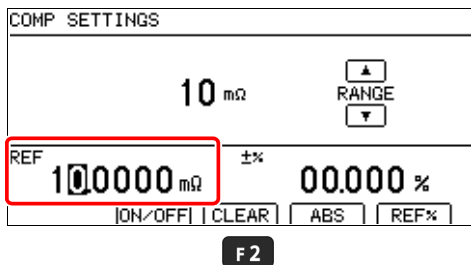 COMP SETTINGS
10 mΩ
▲
RANGE
▼
REF 10.0000 mΩ ±% 00.000 %
ON/OFF CLEAR ABS REF%
F2